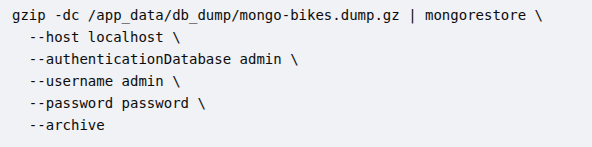 gzip -dc /app_data/db_dump/mongo-bikes.dump.gz | mongorestore \
  --host localhost \
  --authenticationDatabase admin \
  --username admin \
  --password password \
  --archive